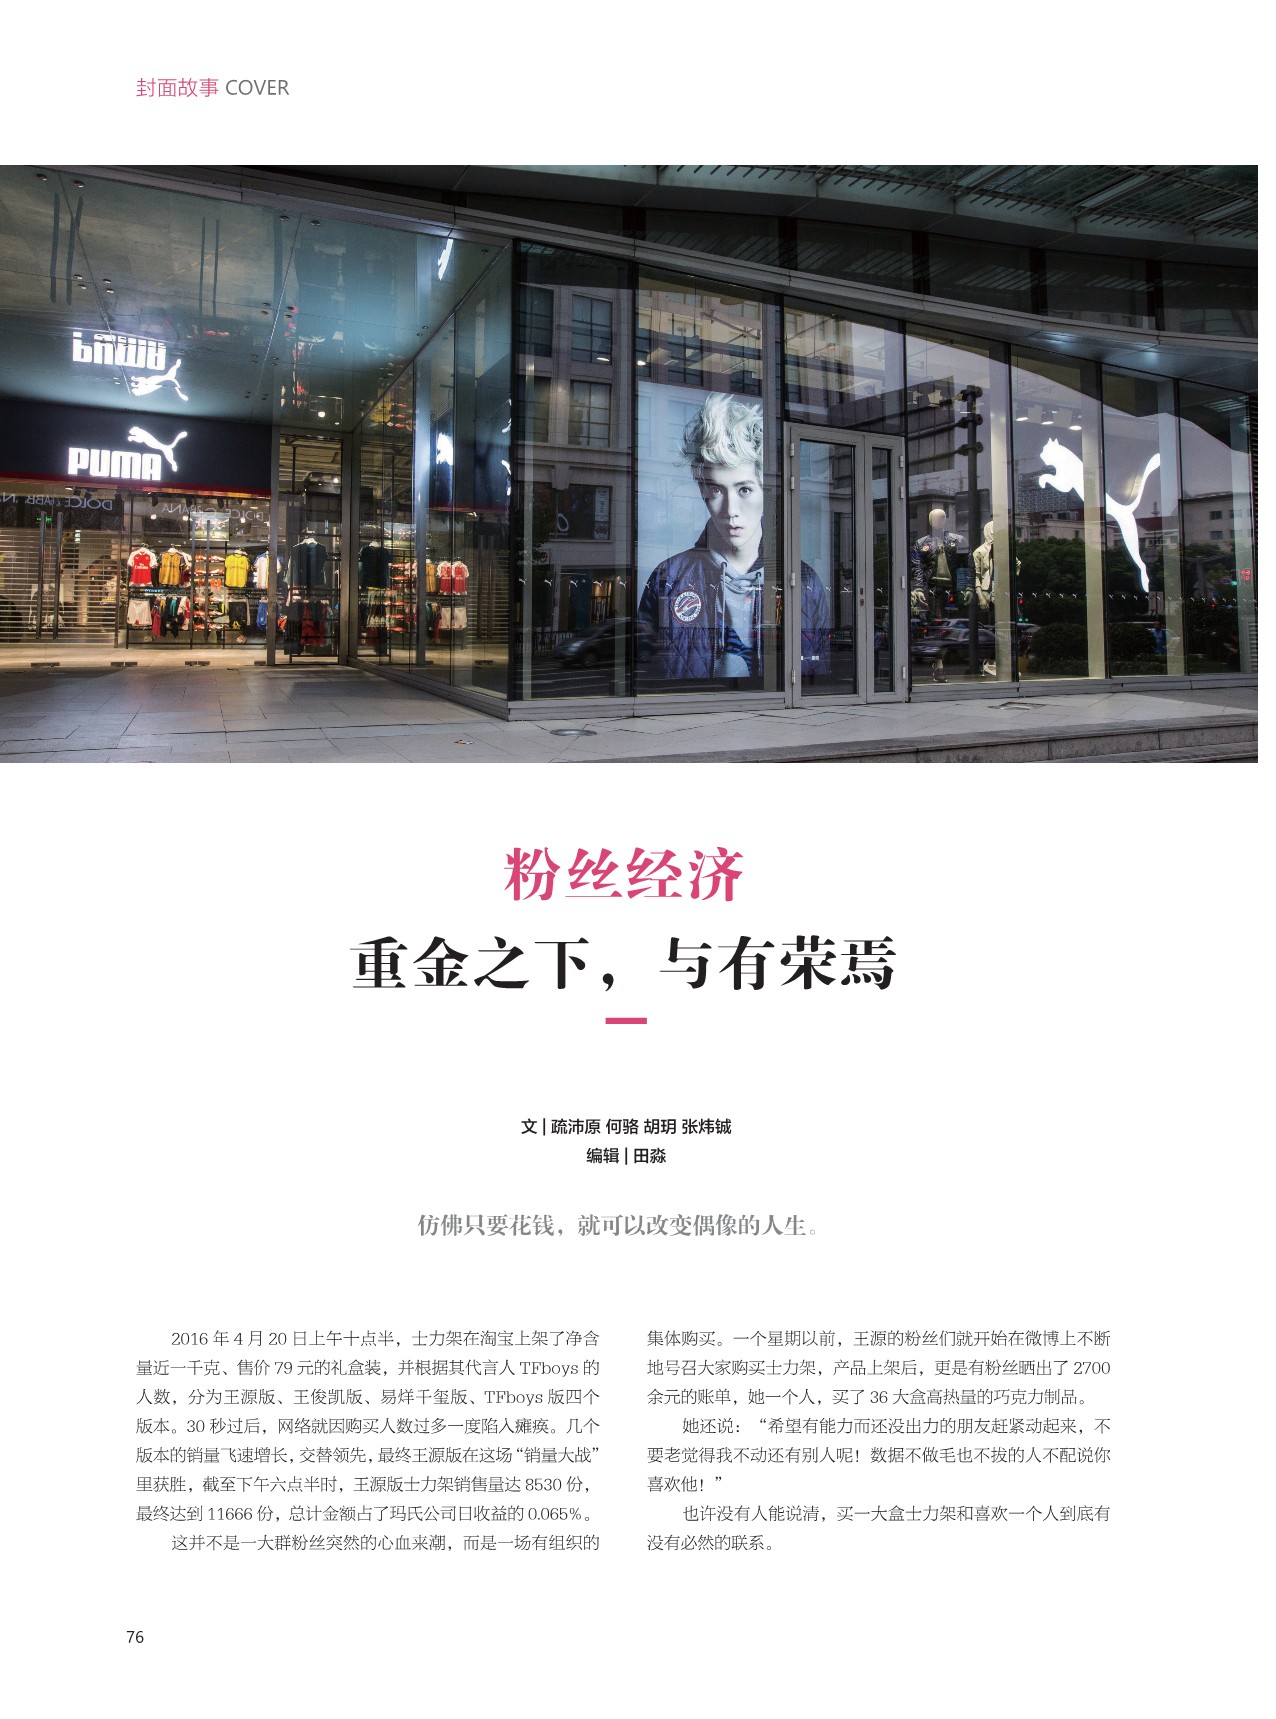 封面故事 COVER
PUMA
粉丝经济
重金之下，与有荣焉
文 | 疏沛原 何骆 胡玥 张炜铖
编辑 | 田淼
仿佛只要花钱，就可以改变偶像的人生。
2016 年 4 月 20 日上午十点半，士力架在淘宝上架了净含
量近一千克、售价 79 元的礼盒装，并根据其代言人 TFboys 的
人数，分为王源版、王俊凯版、易烊千玺版、TFboys 版四个
版本。30 秒过后，网络就因购买人数过多一度陷入瘫痪。几个
版本的销量飞速增长，交替领先，最终王源版在这场“销量大战”
里获胜，截至下午六点半时，王源版士力架销售量达 8530 份，
最终达到 11666 份，总计金额占了玛氏公司日收益的 0.065%。
这并不是一大群粉丝突然的心血来潮，而是一场有组织的
集体购买。一个星期以前，王源的粉丝们就开始在微博上不断
地号召大家购买士力架，产品上架后，更是有粉丝晒出了 2700
余元的账单，她一个人，买了 36 大盒高热量的巧克力制品。
她还说：“希望有能力而还没出力的朋友赶紧动起来，不
要老觉得我不动还有别人呢！数据不做毛也不拔的人不配说你
喜欢他！”
也许没有人能说清，买一大盒士力架和喜欢一个人到底有
没有必然的联系。
76